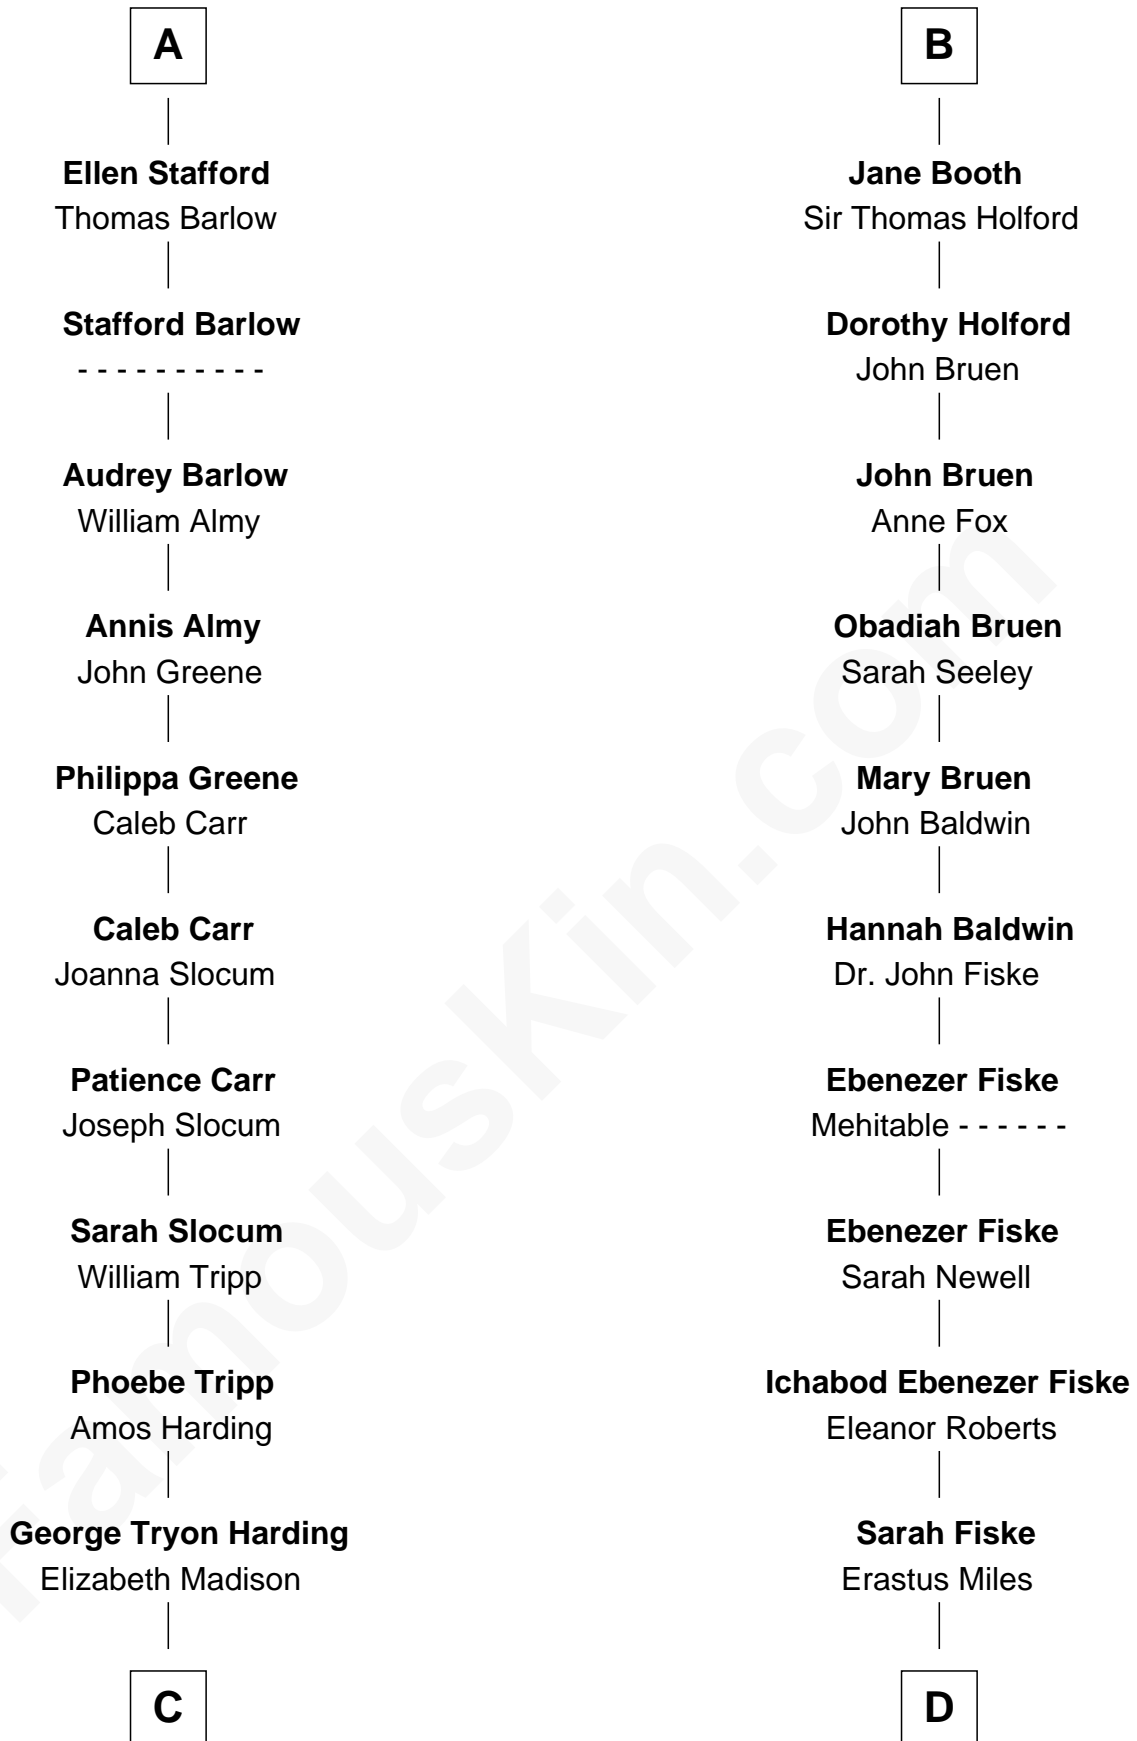 A
Ellen Stafford
Thomas Barlow
Stafford Barlow
- - - - - - - - - -
Audrey Barlow
William Almy
Annis Almy
John Greene
Philippa Greene
Caleb Carr
Caleb Carr
Joanna Slocum
Patience Carr
Joseph Slocum
Sarah Slocum
William Tripp
Phoebe Tripp
Amos Harding
George Tryon Harding
Elizabeth Madison
C
B
Jane Booth
Sir Thomas Holford
Dorothy Holford
John Bruen
John Bruen
Anne Fox
Obadiah Bruen
Sarah Seeley
Mary Bruen
John Baldwin
Hannah Baldwin
Dr. John Fiske
Ebenezer Fiske
Mehitable - - - - - -
Ebenezer Fiske
Sarah Newell
Ichabod Ebenezer Fiske
Eleanor Roberts
Sarah Fiske
Erastus Miles
D
FamousKin.com